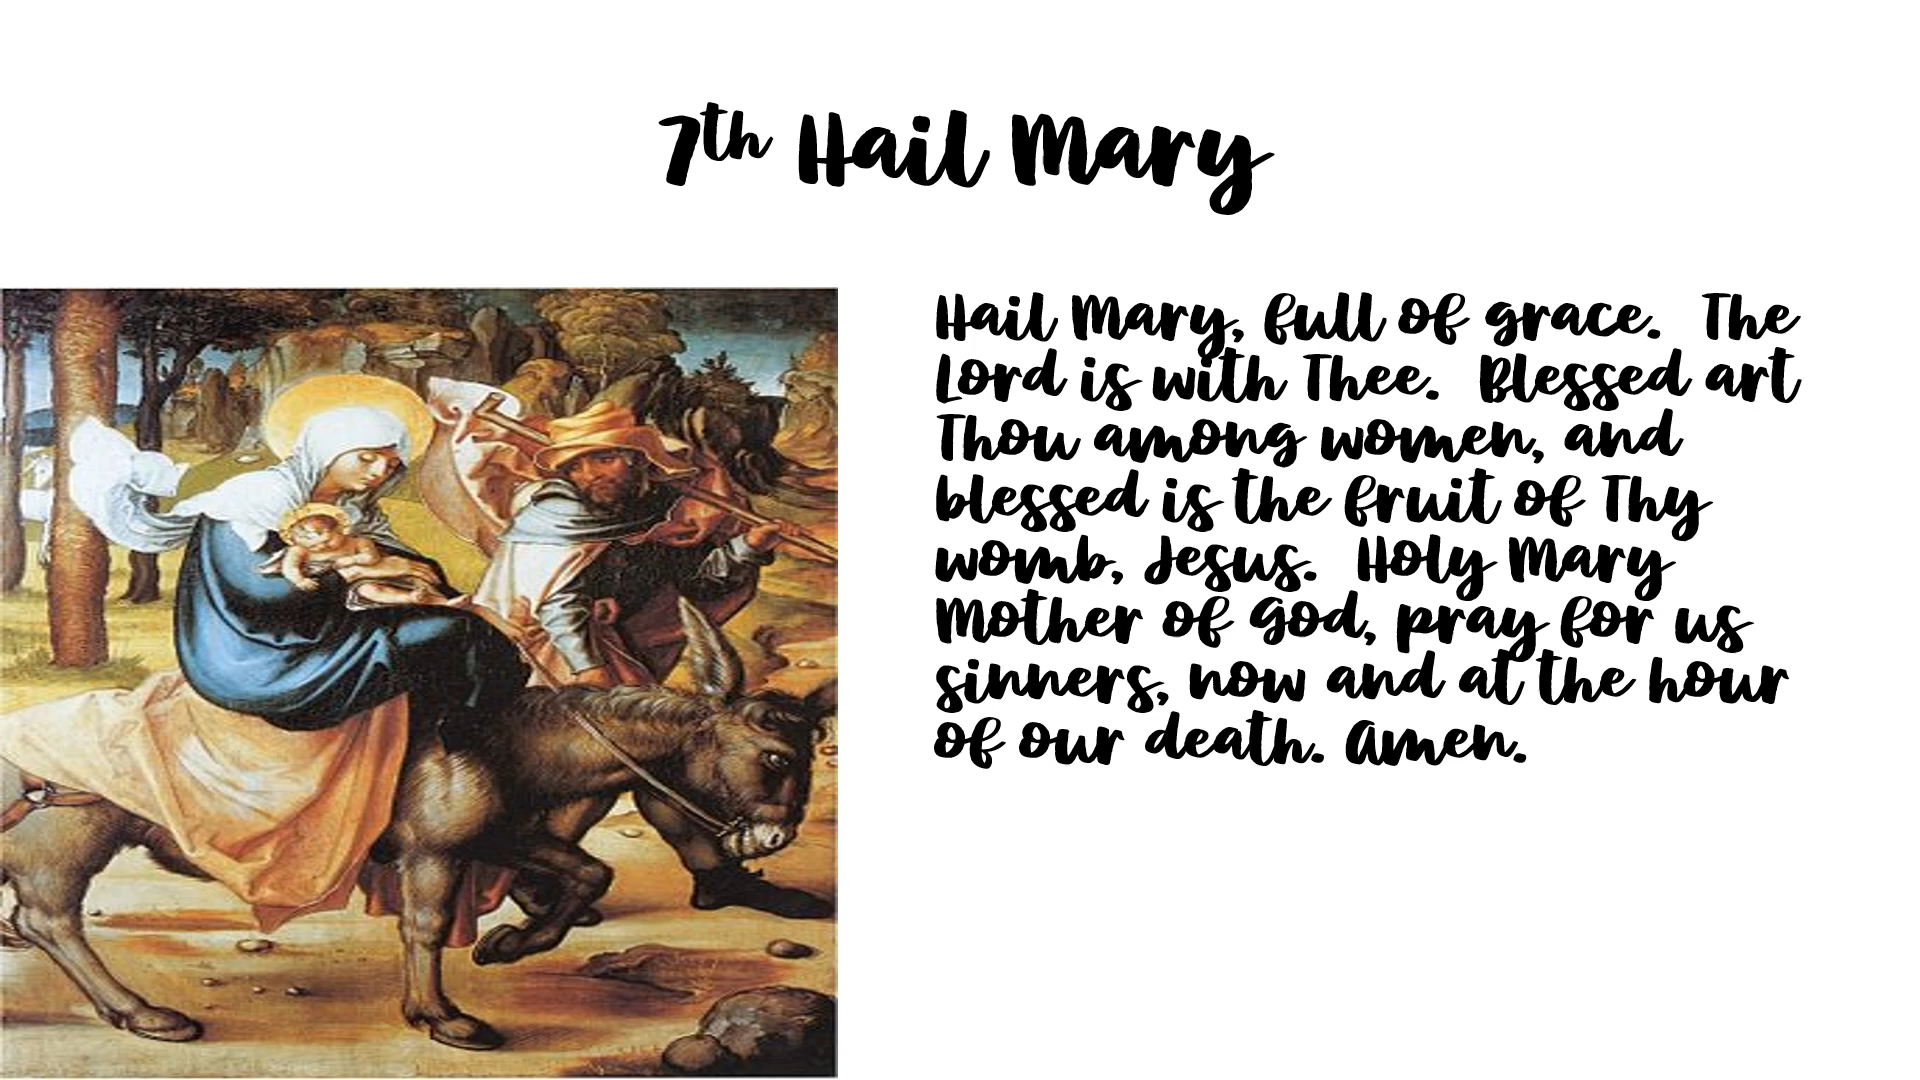 7th Hail Mary
Hail Mary, full of grace.  The
Lord is with Thee.  Blessed art
Thou among women, and
blessed is the fruit of Thy
womb, Jesus.  Holy Mary
Mother of God, pray for us
sinners, now and at the hour
of our death. Amen.